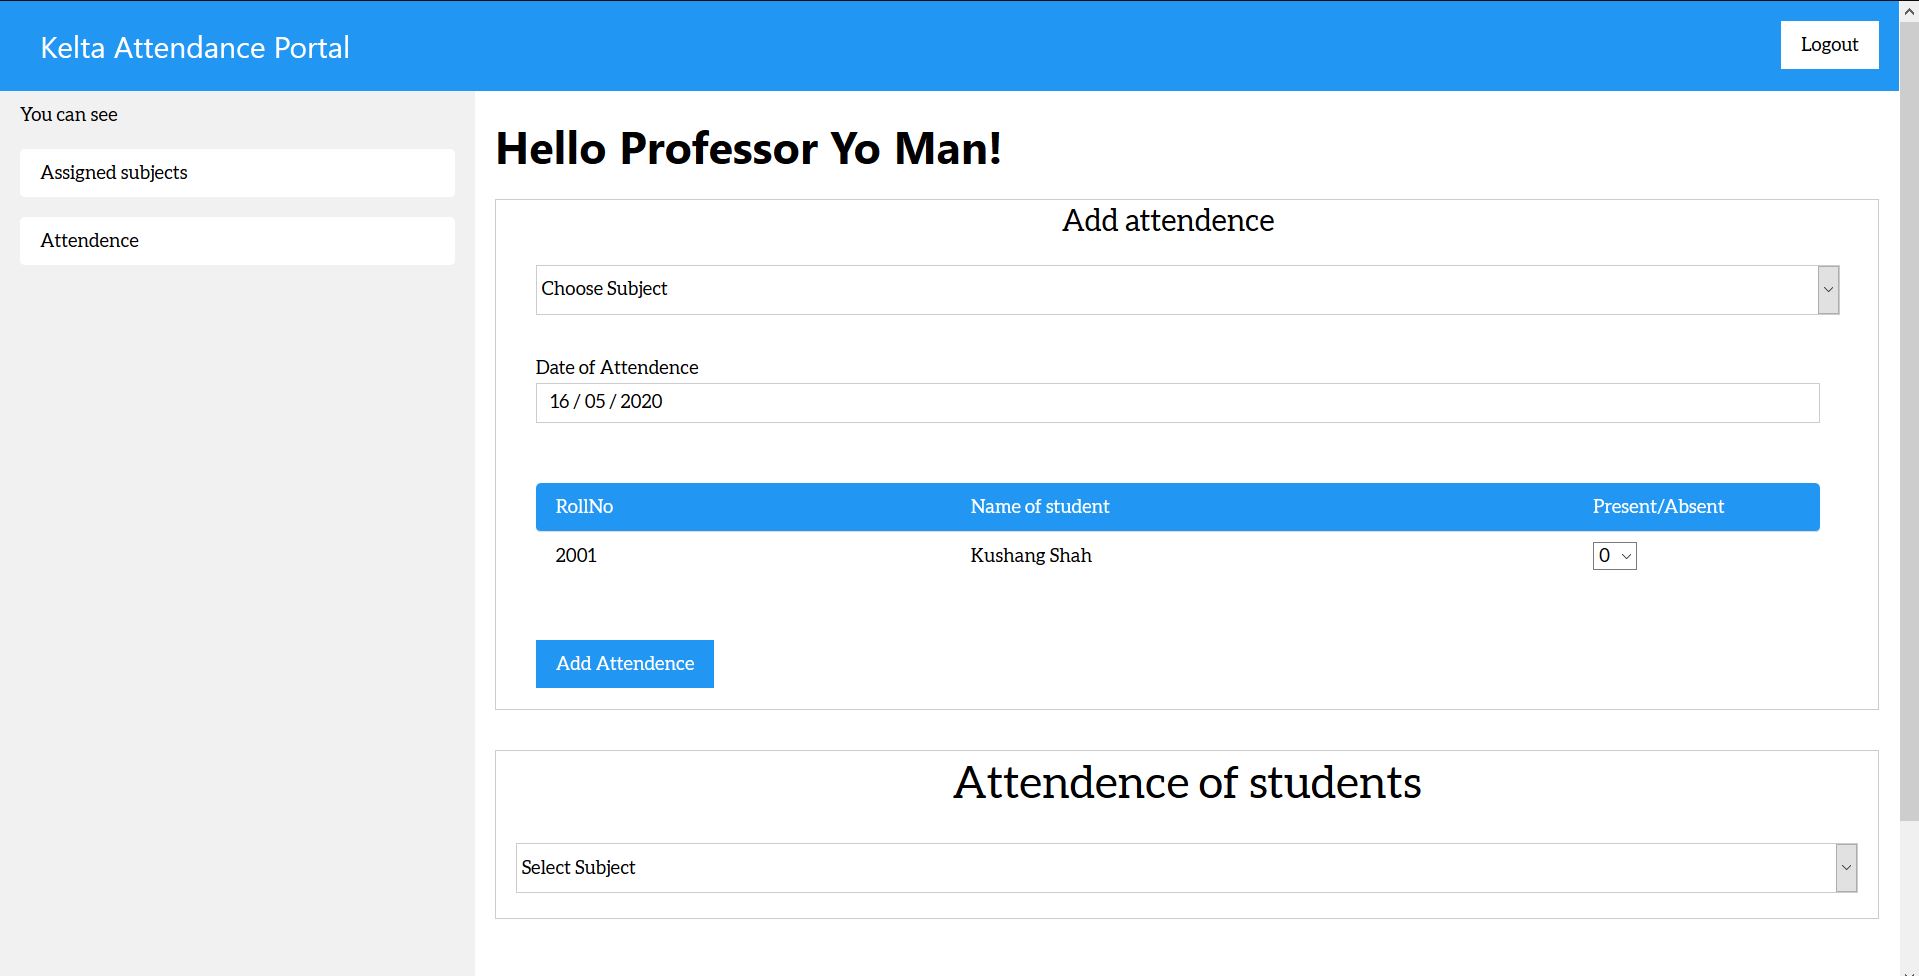 Kelta Attendance Portal
Logout
You can see
Assigned subjects
Attendence
Hello Professor Yo Man!
Add attendence
Choose Subject
Date of Attendence
16 / 05 / 2020
RollNo Name of student Present/Absent
2001 Kushang Shah 0
Add Attendence
Attendence of students
Select Subject